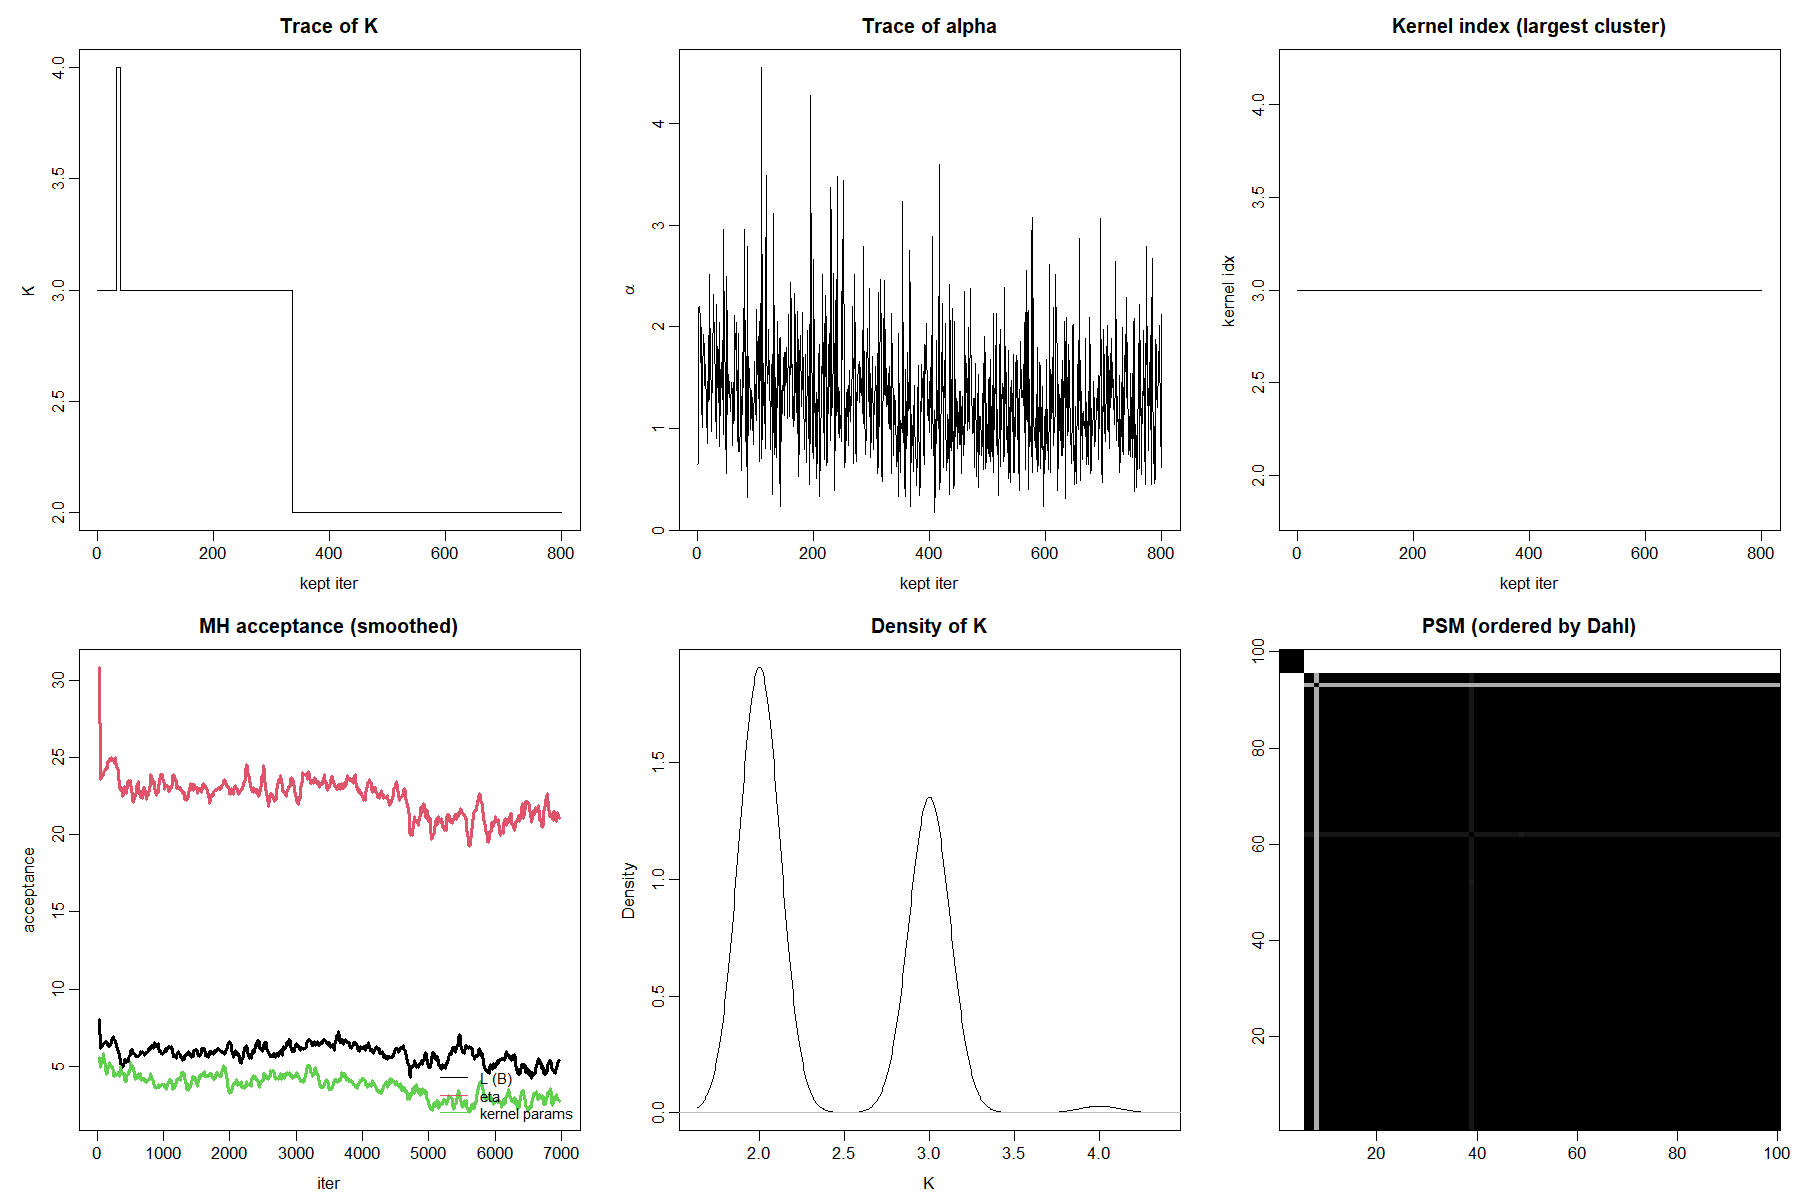 Trace of K
4.0
3.5
3.0
2.5
2.0
K
0 200 400 600 800
kept iter
Trace of alpha
4
3
2
1
0
α
0 200 400 600 800
kept iter
Kernel index (largest cluster)
4.0
3.5
3.0
2.5
2.0
kernel idx
0 200 400 600 800
kept iter
MH acceptance (smoothed)
30
25
20
15
10
5
acceptance
L (B)
eta
kernel params
0 1000 2000 3000 4000 5000 6000 7000
iter
Density of K
1.5
1.0
0.5
0.0
Density
2.0 2.5 3.0 3.5 4.0
K
PSM (ordered by Dahl)
100
80
60
40
20
20 40 60 80 100